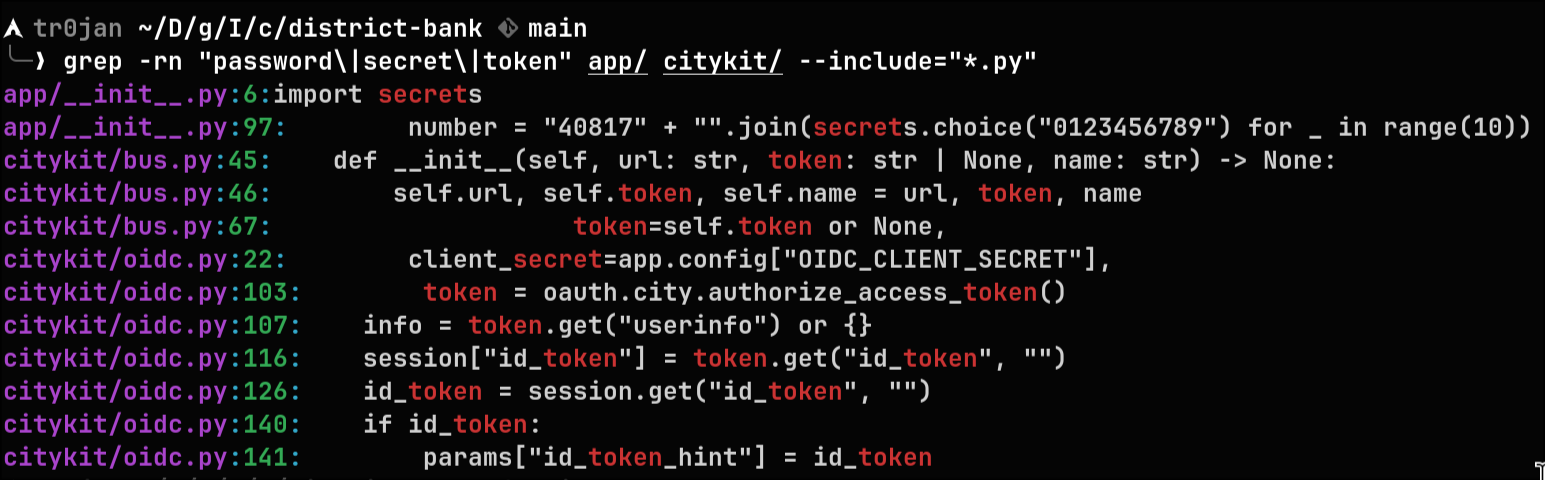 tr0jan ~/D/g/I/c/district-bank main
grep -rn "password\|secret\|token" app/ citykit/ --include="*.py"
app/__init__.py:6:import secrets
app/__init__.py:97:        number = "40817" + "".join(secrets.choice("0123456789") for _ in range(10))
citykit/bus.py:45:    def __init__(self, url: str, token: str | None, name: str) -> None:
citykit/bus.py:46:        self.url, self.token, self.name = url, token, name
citykit/bus.py:67:                    token=self.token or None,
citykit/oidc.py:22:        client_secret=app.config["OIDC_CLIENT_SECRET"],
citykit/oidc.py:103:        token = oauth.city.authorize_access_token()
citykit/oidc.py:107:    info = token.get("userinfo") or {}
citykit/oidc.py:116:    session["id_token"] = token.get("id_token", "")
citykit/oidc.py:126:    id_token = session.get("id_token", "")
citykit/oidc.py:140:    if id_token:
citykit/oidc.py:141:        params["id_token_hint"] = id_token